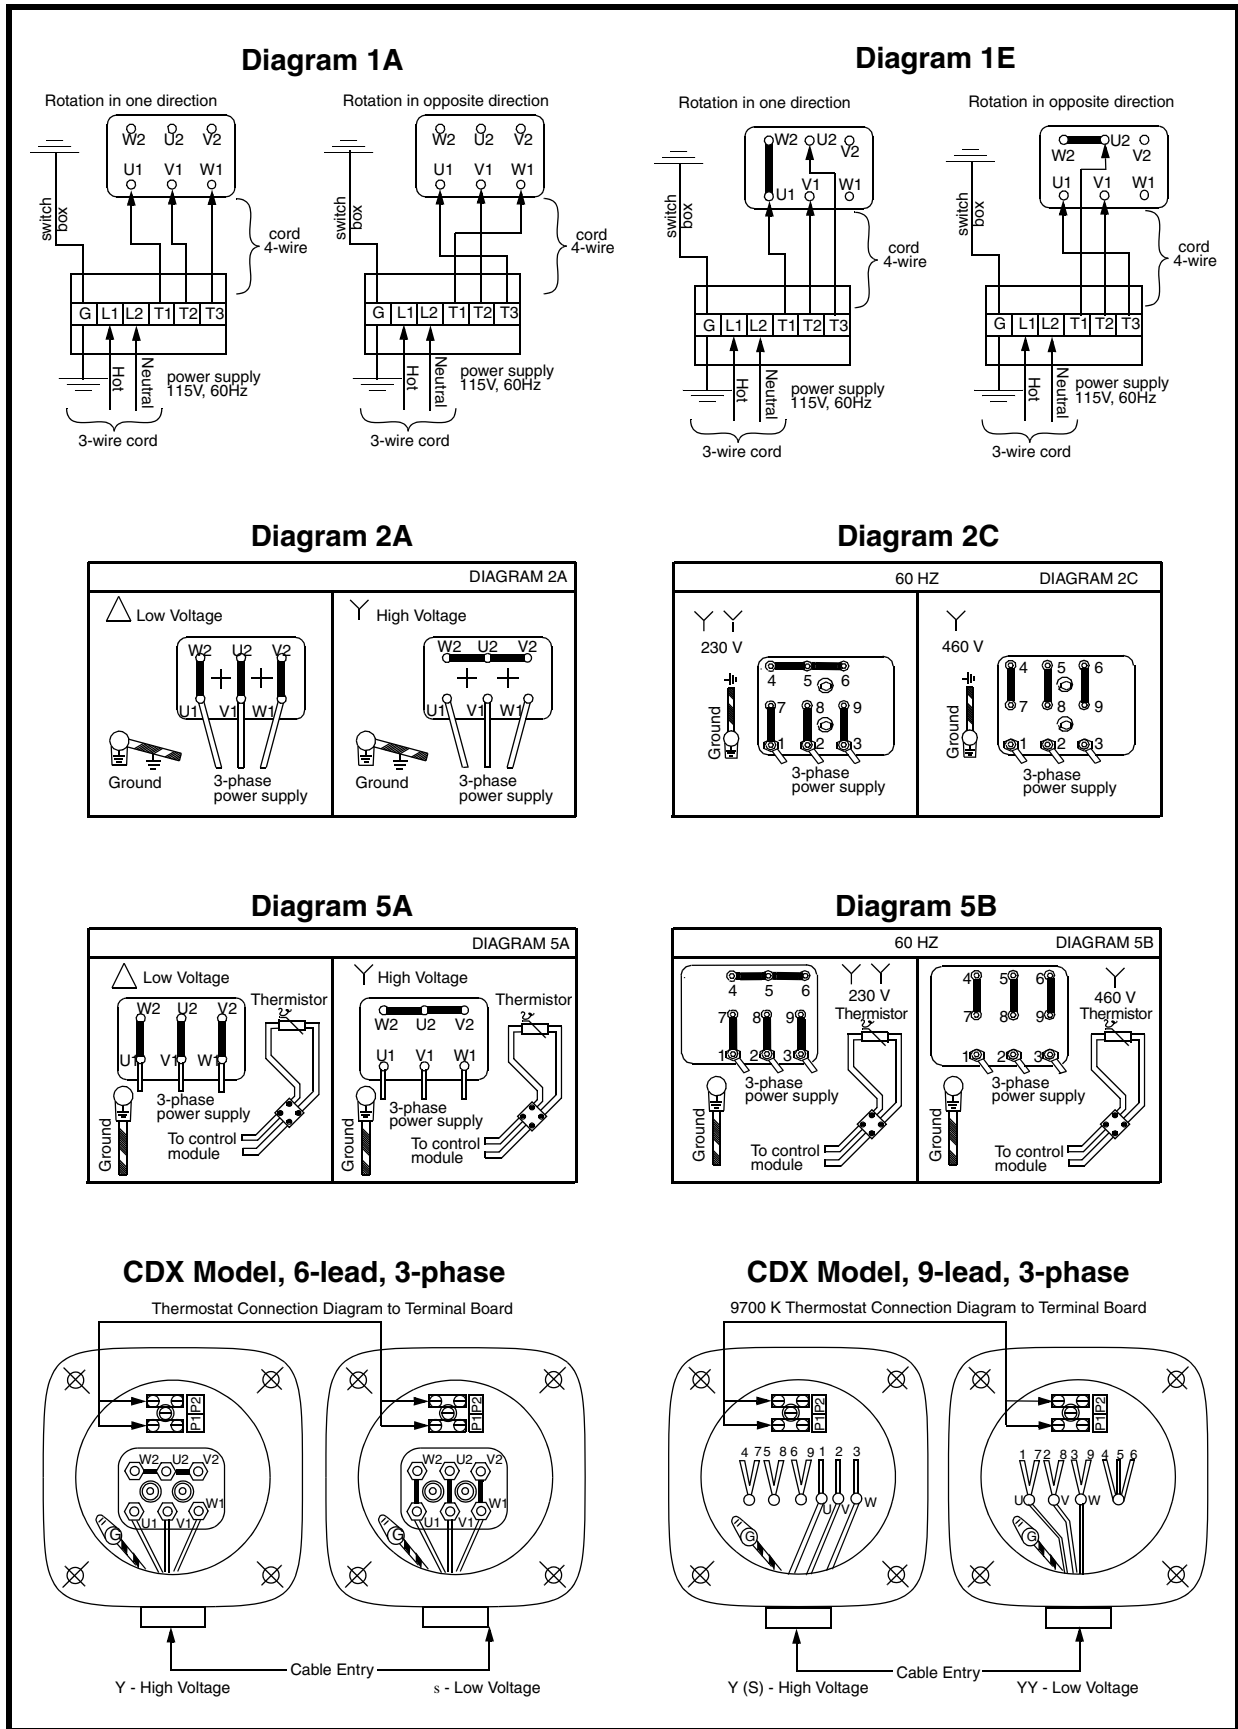 Diagram 1A
Rotation in one direction
Rotation in opposite direction
W2 U2 V2
U1 V1 W1
switch box
cord
4-wire
G L1 L2 T1 T2 T3
Hot
Neutral
power supply
115V, 60Hz
3-wire cord
W2 U2 V2
U1 V1 W1
switch box
cord
4-wire
G L1 L2 T1 T2 T3
Hot
Neutral
power supply
115V, 60Hz
3-wire cord
Diagram 1E
Rotation in one direction
Rotation in opposite direction
W2 U2 V2
U1 V1 W1
switch box
cord
4-wire
G L1 L2 T1 T2 T3
Hot
Neutral
power supply
115V, 60Hz
3-wire cord
W2 U2 V2
U1 V1 W1
switch box
cord
4-wire
G L1 L2 T1 T2 T3
Hot
Neutral
power supply
115V, 60Hz
3-wire cord
Diagram 2A
DIAGRAM 2A
Low Voltage
W2 U2 V2
U1 V1 W1
Ground
3-phase
power supply
High Voltage
W2 U2 V2
U1 V1 W1
Ground
3-phase
power supply
Diagram 2C
60 HZ DIAGRAM 2C
230 V
4 5 6
7 8 9
1 2 3
Ground
3-phase
power supply
460 V
4 5 6
7 8 9
1 2 3
Ground
3-phase
power supply
Diagram 5A
DIAGRAM 5A
Low Voltage
W2 U2 V2
U1 V1 W1
Thermistor
3-phase
power supply
Ground
To control
module
High Voltage
W2 U2 V2
U1 V1 W1
Thermistor
3-phase
power supply
Ground
To control
module
Diagram 5B
60 HZ DIAGRAM 5B
4 5 6
7 8 9
1 2 3
230 V
Thermistor
3-phase
power supply
Ground
To control
module
4 5 6
7 8 9
1 2 3
460 V
Thermistor
3-phase
power supply
Ground
To control
module
CDX Model, 6-lead, 3-phase
Thermostat Connection Diagram to Terminal Board
P1 P2
W2 U2 V2
W1
U1 V1
G
P1 P2
W2 U2 V2
W1
U1 V1
G
Cable Entry
Y - High Voltage
s - Low Voltage
CDX Model, 9-lead, 3-phase
9700 K Thermostat Connection Diagram to Terminal Board
P1 P2
4 7 5 8 6 9 1 2 3
U V W
G
P1 P2
1 7 2 8 3 9 4 5 6
U V W
G
Cable Entry
Y (S) - High Voltage
YY - Low Voltage